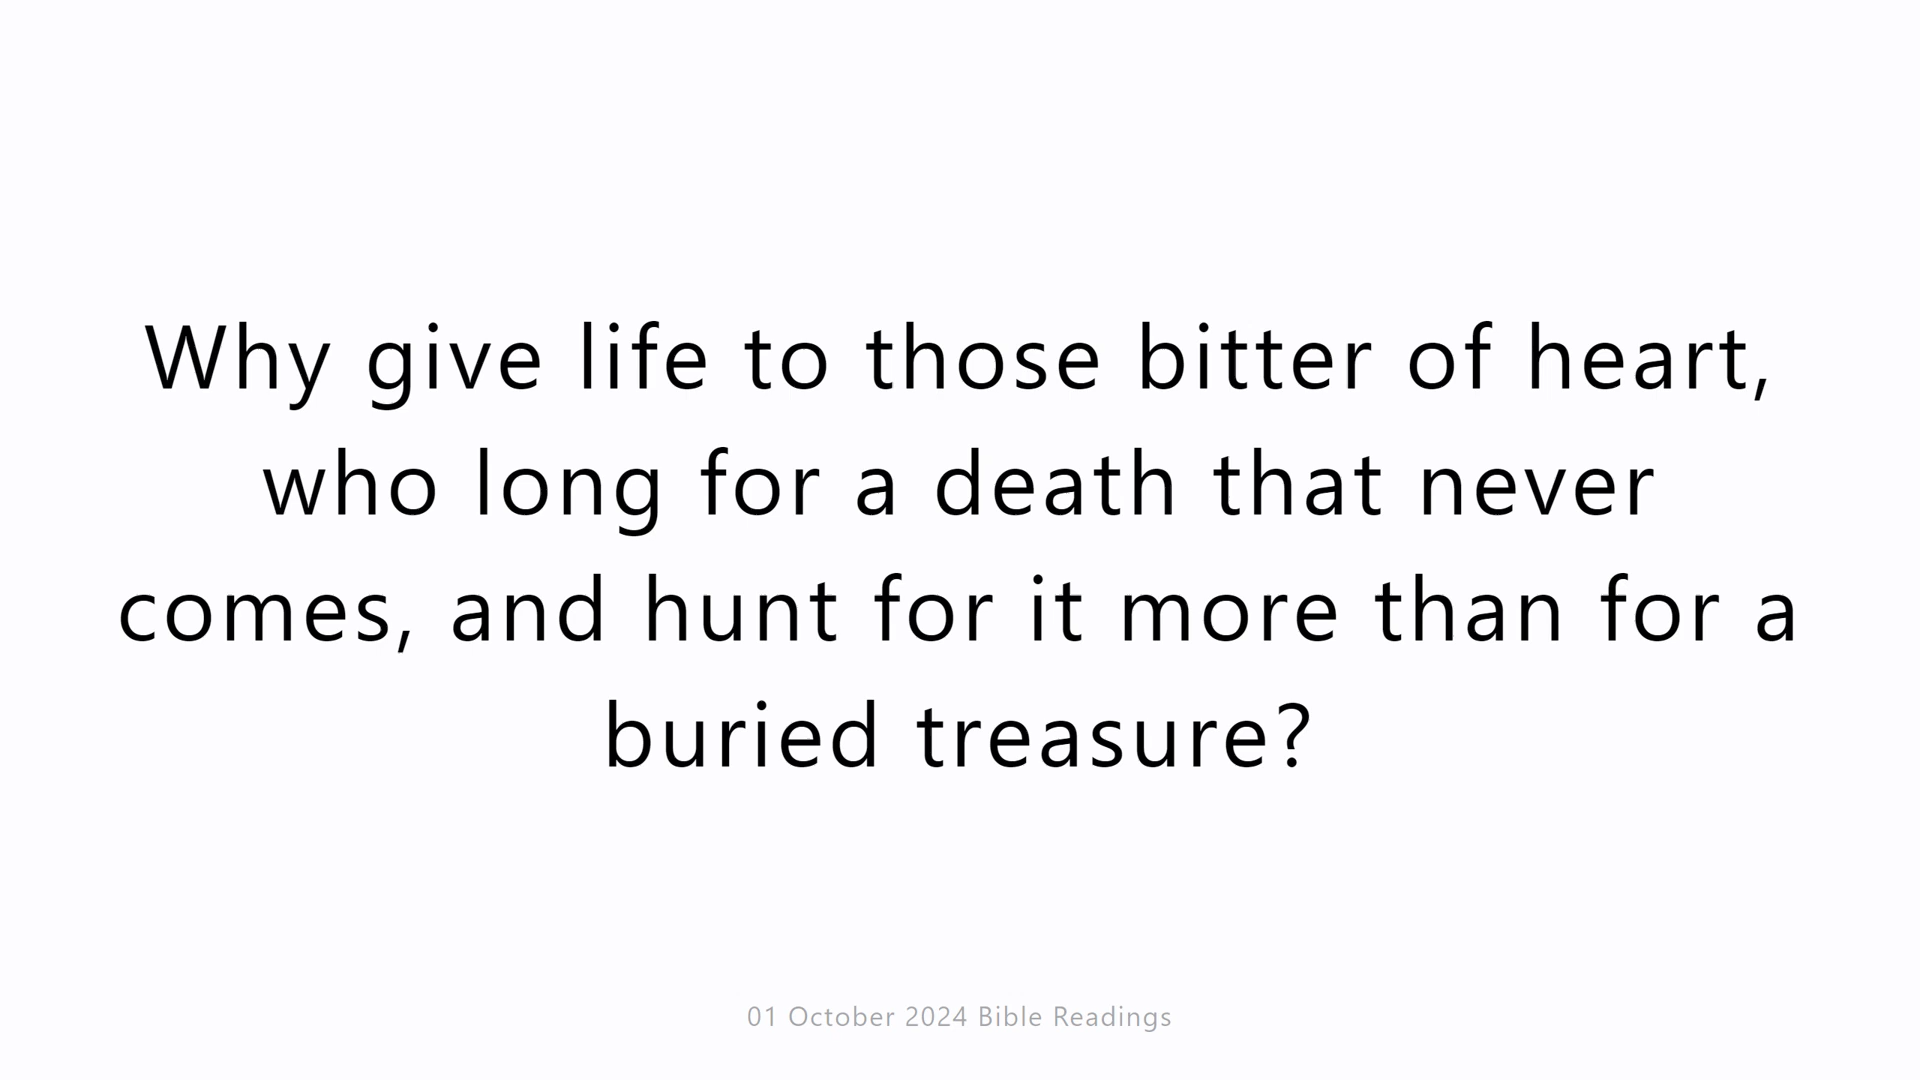 Why give life to those bitter of heart,
who long for a death that never
comes, and hunt for it more than for a
buried treasure?
01 October 2024 Bible Readings